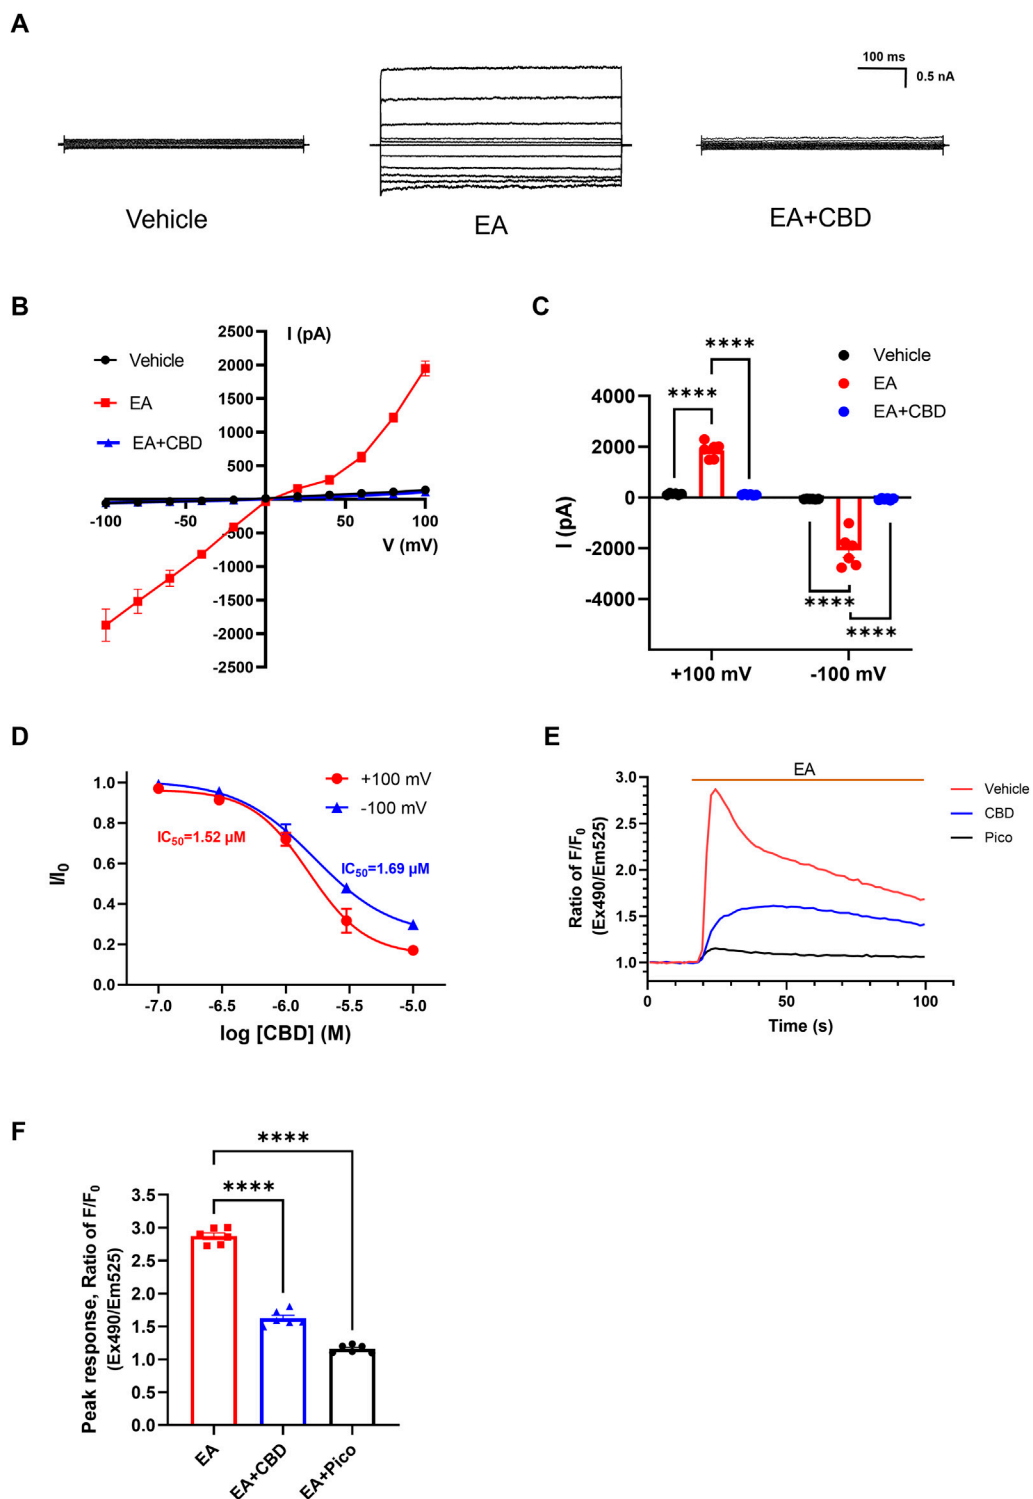 A
100 ms
0.5 nA
Vehicle
EA
EA+CBD
B
I (pA)
Vehicle
EA
EA+CBD
2500
2000
1500
1000
500
-100
-50
50
100
V (mV)
-500
-1000
-1500
-2000
-2500
C
Vehicle
EA
EA+CBD
****
****
I (pA)
4000
2000
0
-2000
-4000
****
****
+100 mV
-100 mV
D
+100 mV
-100 mV
IC50=1.52 µM
IC50=1.69 µM
I/I0
1.0
0.8
0.6
0.4
0.2
0.0
-7.0
-6.5
-6.0
-5.5
-5.0
log [CBD] (M)
E
EA
Vehicle
CBD
Pico
Ratio of F/F0
(Ex490/Em525)
3.0
2.5
2.0
1.5
1.0
0
50
100
Time (s)
F
****
****
Peak response, Ratio of F/F0
(Ex490/Em525)
3.5
3.0
2.5
2.0
1.5
1.0
0.5
0.0
EA
EA+CBD
EA+Pico